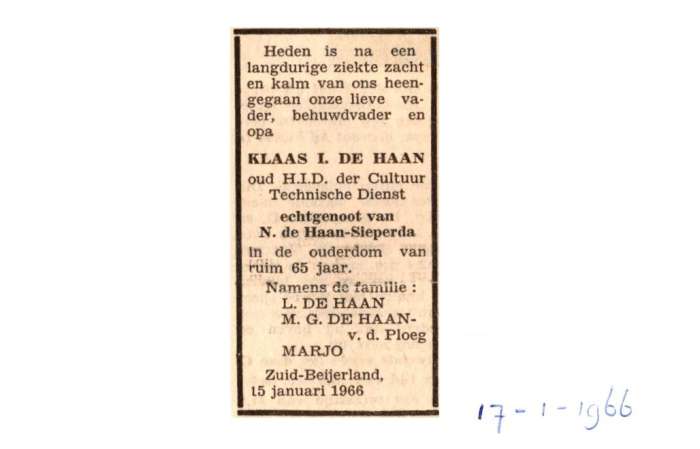 Heden is na een
langdurige ziekte zacht
en kalm van ons heen-
gegaan onze lieve va-
der, behuwdvader en
opa
KLAAS I. DE HAAN
oud H.I.D. der Cultuur
Technische Dienst
echtgenoot van
N. de Haan-Sieperda
in de ouderdom van
ruim 65 jaar.
Namens de familie :
L. DE HAAN
M. G. DE HAAN-
v. d. Ploeg
MARJO
Zuid-Beijerland,
15 januari 1966
17-1-1966